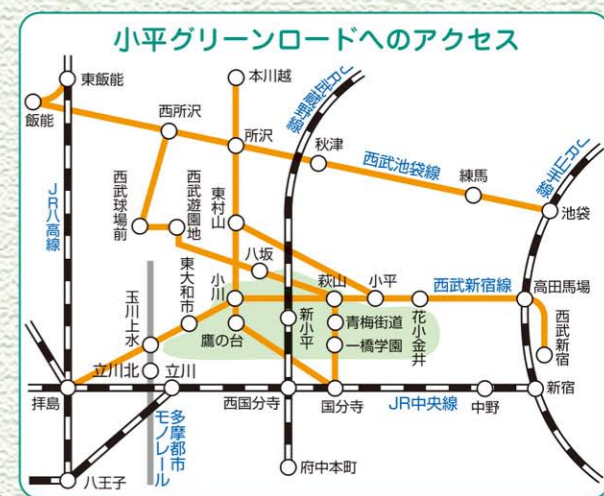 小平グリーンロードへのアクセス
東飯能
本川越
JR武蔵野線
飯能
西所沢
所沢
秋津
西武池袋線
練馬
JR山手線
池袋
JR八高線
西武球場前
西武遊園地
東村山
八坂
萩山
小平
西武新宿線
高田馬場
小川
東大和市
玉川上水
鷹の台
新小平
青梅街道
一橋学園
花小金井
西武新宿
立川北
立川
拝島
西国分寺
国分寺
JR中央線
中野
新宿
多摩都市
モノレール
八王子
府中本町